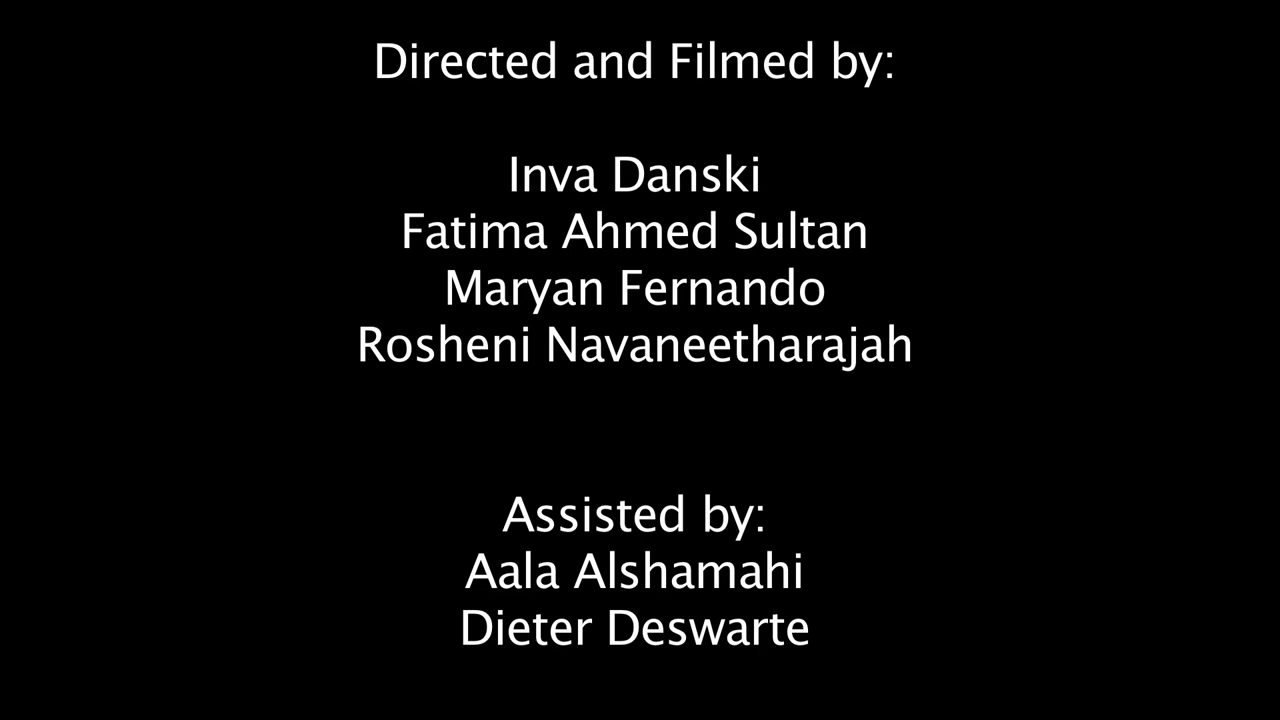 Directed and Filmed by:
Inva Danski
Fatima Ahmed Sultan
Maryan Fernando
Rosheni Navaneetharajah
Assisted by:
Aala Alshamahi
Dieter Deswarte